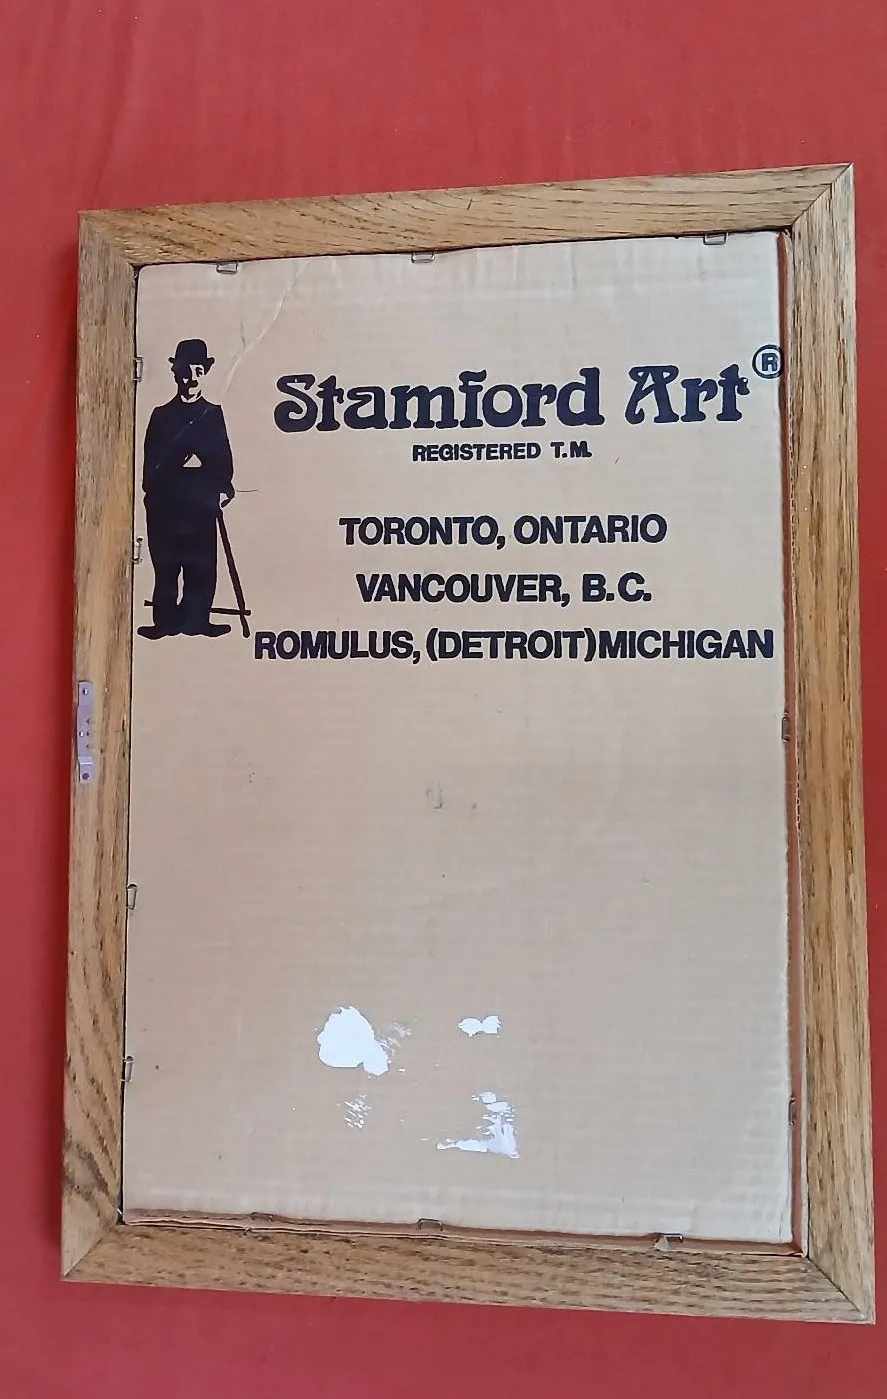 Stamford Art ®
REGISTERED T.M.
TORONTO, ONTARIO
VANCOUVER, B.C.
ROMULUS, (DETROIT) MICHIGAN